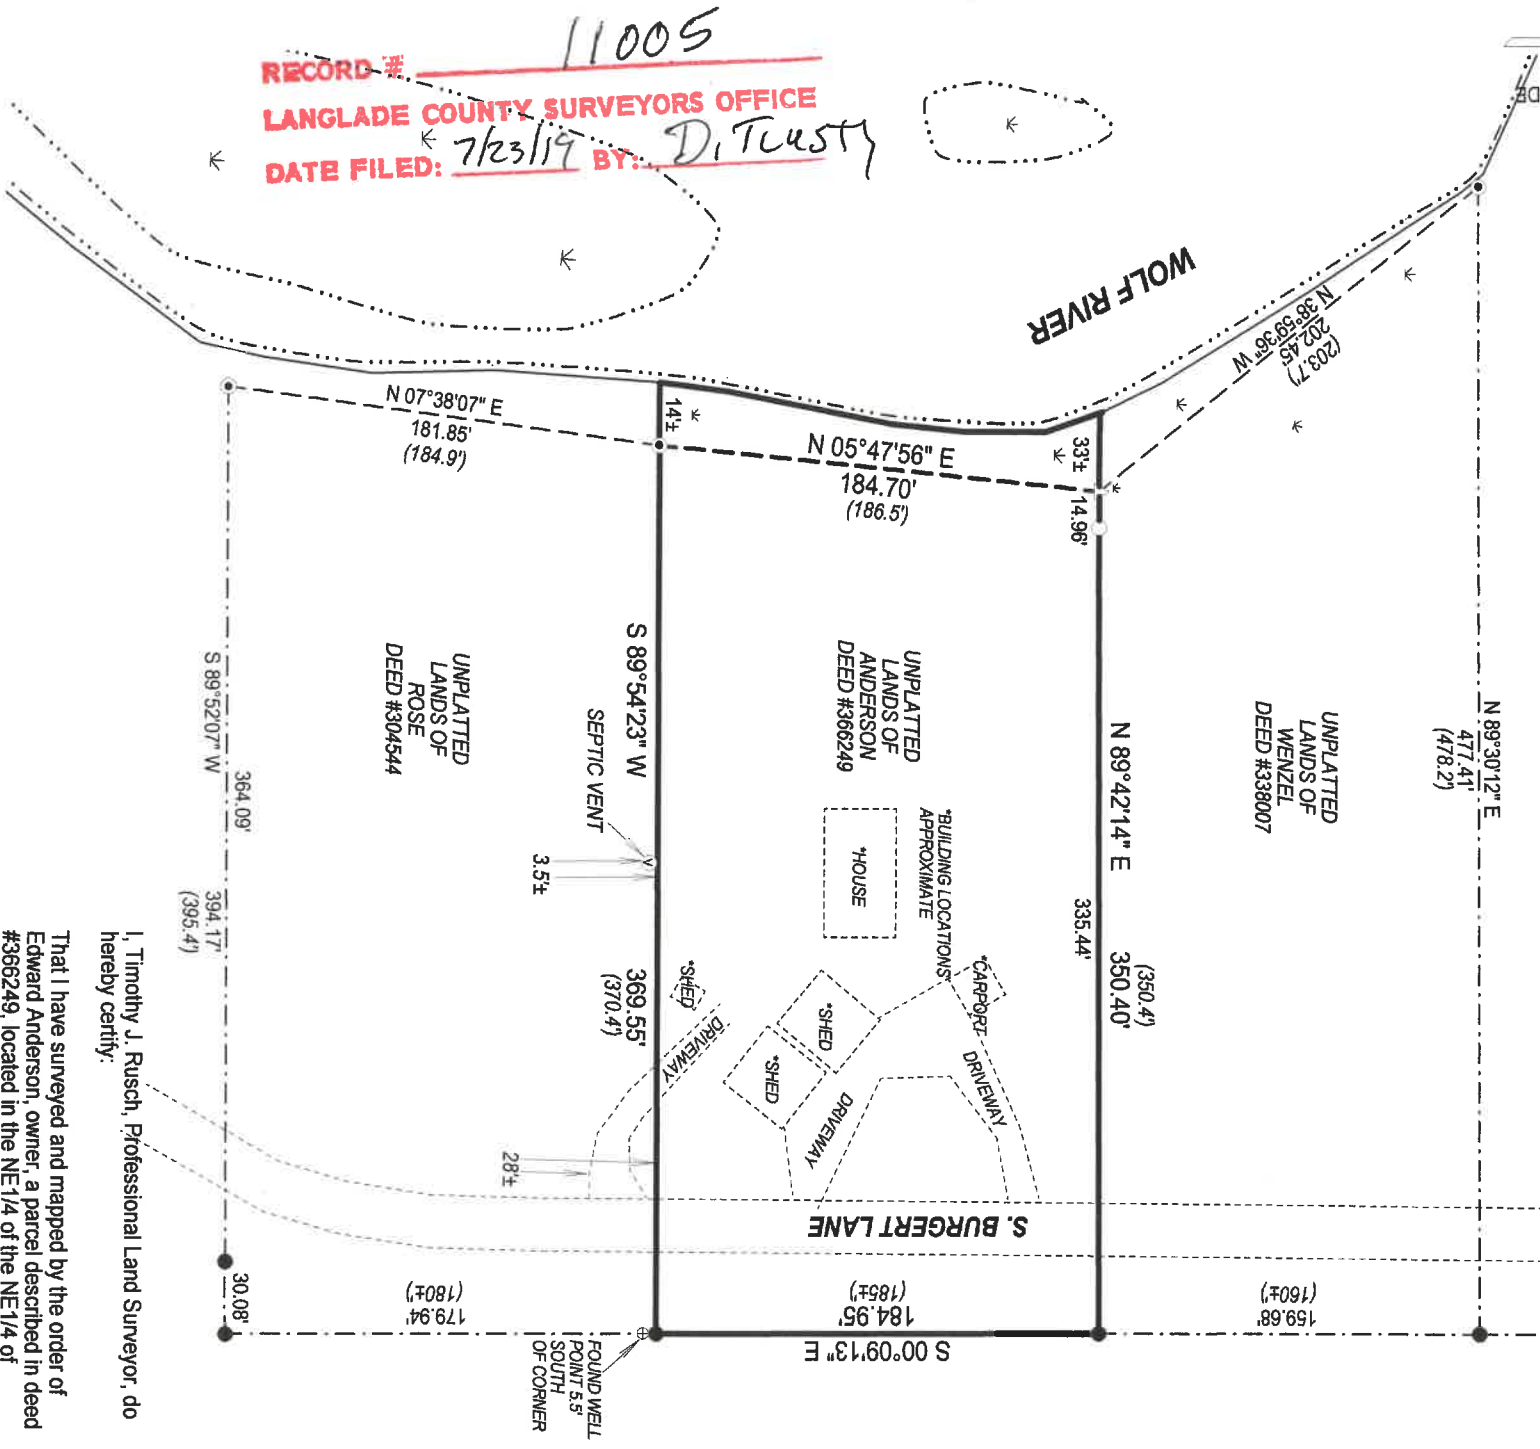 RECORD # 11005
LANGLADE COUNTY SURVEYORS OFFICE
DATE FILED: 7/23/19 BY: D. TLUSTY
WOLF RIVER
N 38°59'36" W
202.45'
(203.7')
N 89°30'12" E
477.41'
(478.2')
UNPLATTED
LANDS OF
WENZEL
DEED #338007
159.68'
(160±')
33'±
14.96'
N 89°42'14" E
335.44'
350.40'
(350.4')
14'±
N 05°47'56" E
184.70'
(186.5')
UNPLATTED
LANDS OF
ANDERSON
DEED #366249
*BUILDING LOCATIONS
APPROXIMATE
*HOUSE
*CARPORT
DRIVEWAY
*SHED
*SHED
DRIVEWAY
*SHED
DRIVEWAY
S. BURGERT LANE
S 00°09'13" E
184.95'
(185±')
S 89°54'23" W
369.55'
(370.4')
SEPTIC VENT
V
3.5'±
28'±
N 07°38'07" E
181.85'
(184.9')
UNPLATTED
LANDS OF
ROSE
DEED #304544
179.94'
(180±')
FOUND WELL
POINT 5.5'
SOUTH
OF CORNER
S 89°52'07" W
364.09'
394.17'
(395.4')
30.08'
I, Timothy J. Rusch, Professional Land Surveyor, do
hereby certify:
That I have surveyed and mapped by the order of
Edward Anderson, owner, a parcel described in deed
#366249, located in the NE1/4 of the NE1/4 of